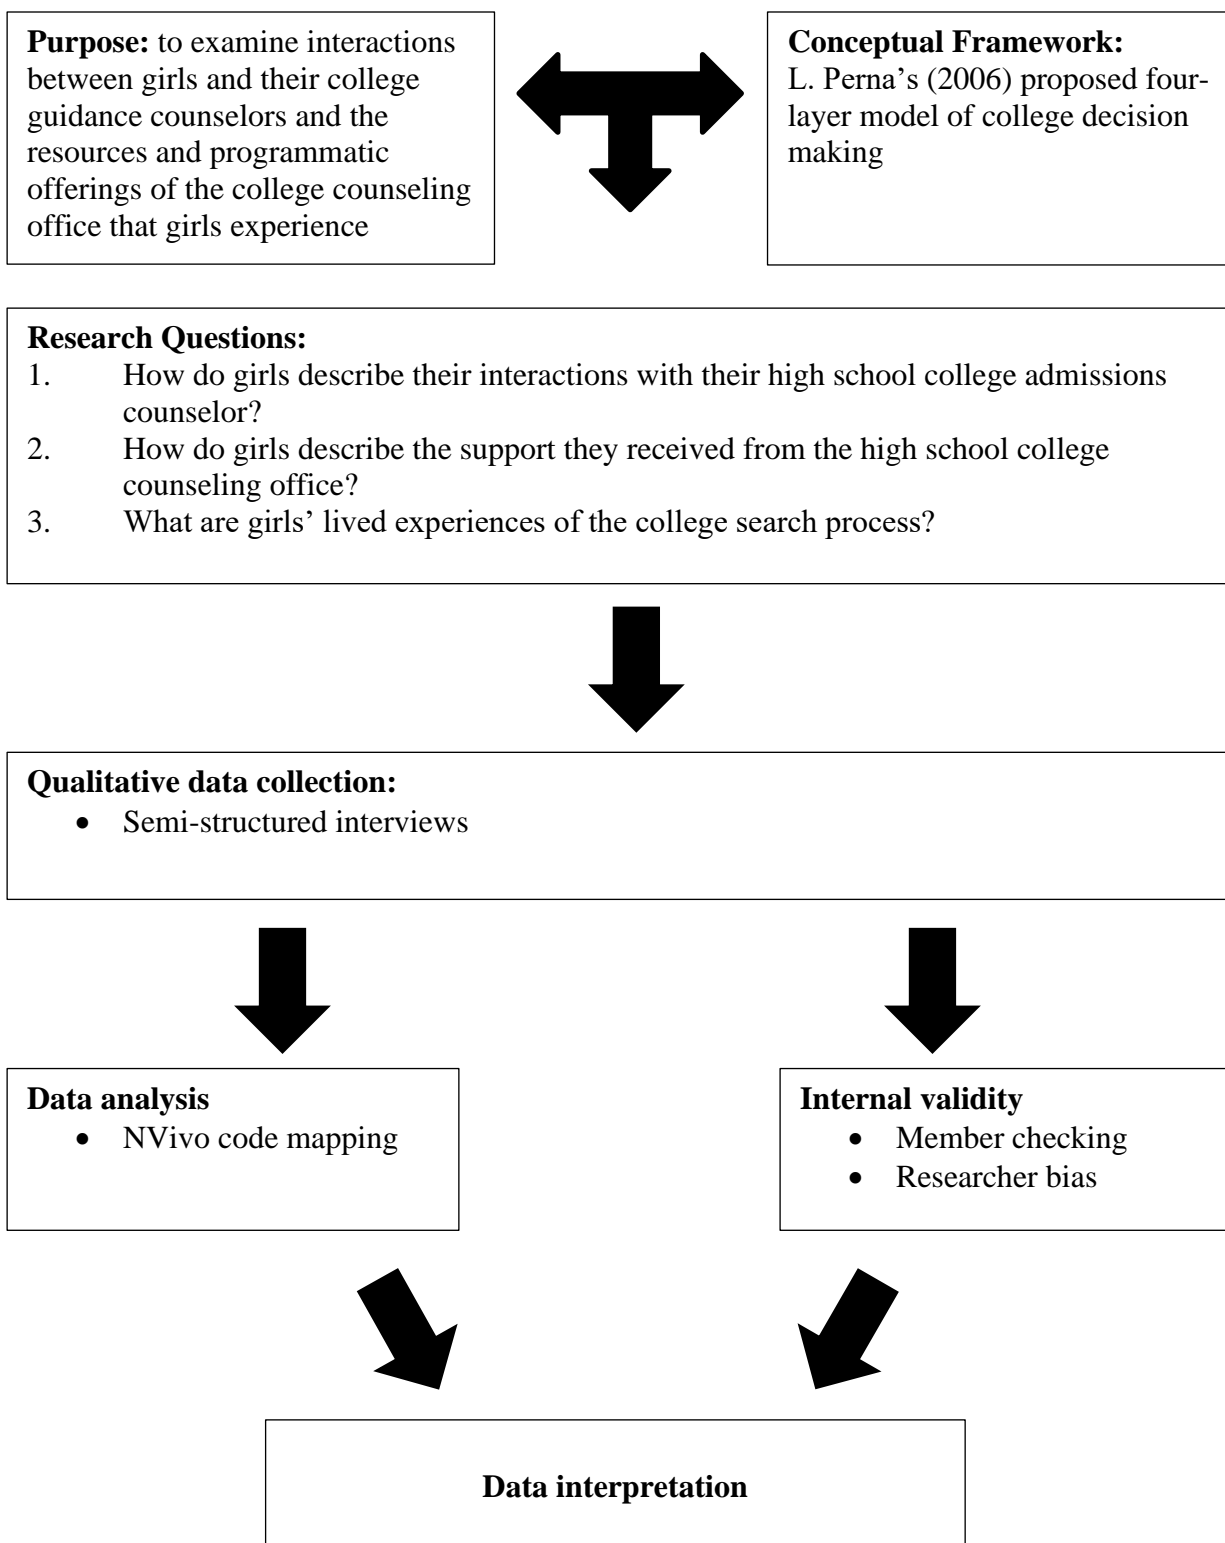 Purpose: to examine interactions
between girls and their college
guidance counselors and the
resources and programmatic
offerings of the college counseling
office that girls experience
Conceptual Framework:
L. Perna’s (2006) proposed four-
layer model of college decision
making
Research Questions:
1. How do girls describe their interactions with their high school college admissions
counselor?
2. How do girls describe the support they received from the high school college
counseling office?
3. What are girls’ lived experiences of the college search process?
Qualitative data collection:
• Semi-structured interviews
Data analysis
• NVivo code mapping
Internal validity
• Member checking
• Researcher bias
Data interpretation